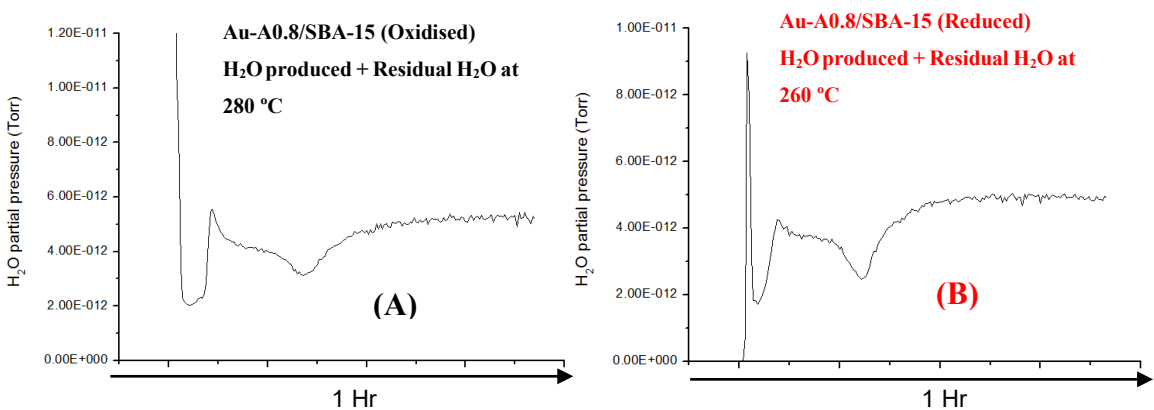 Au-A0.8/SBA-15 (Oxidised)
H₂O produced + Residual H₂O at
280 ºC
H₂O partial pressure (Torr)
1.20E-011
1.00E-011
8.00E-012
6.00E-012
4.00E-012
2.00E-012
0.00E+000
(A)
1 Hr
Au-A0.8/SBA-15 (Reduced)
H₂O produced + Residual H₂O at
260 ºC
H₂O partial pressure (Torr)
1.00E-011
8.00E-012
6.00E-012
4.00E-012
2.00E-012
0.00E+000
(B)
1 Hr